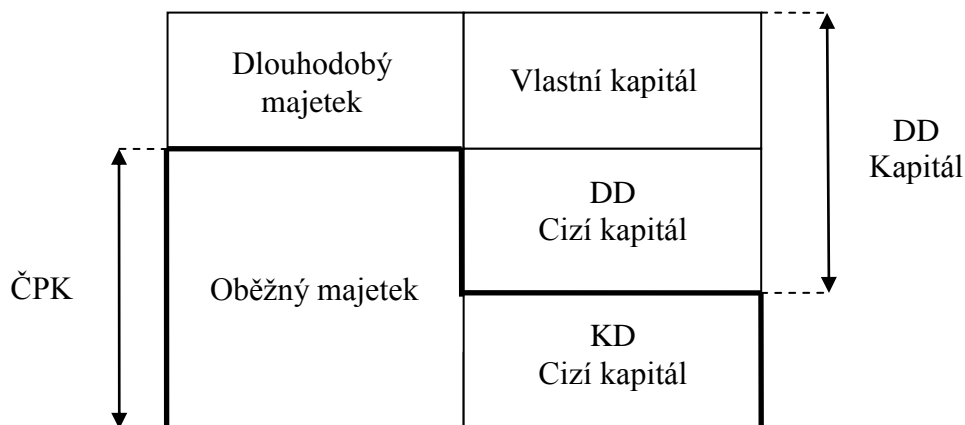 Dlouhodobý
majetek
Vlastní kapitál
DD
Kapitál
DD
Cizí kapitál
ČPK
Oběžný majetek
KD
Cizí kapitál